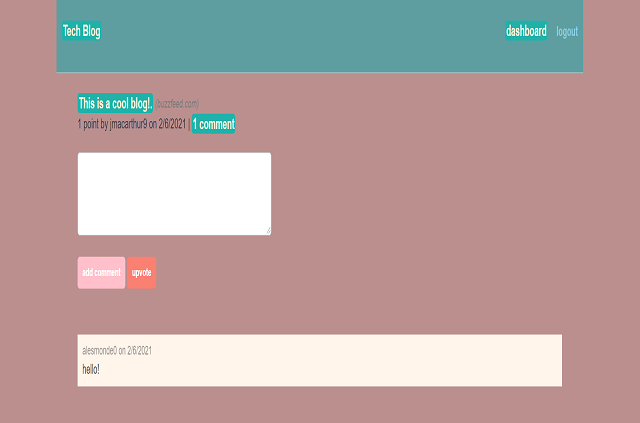 Tech Blog dashboard logout
This is a cool blog!. (buzzfeed.com)
1 point by jmacarthur9 on 2/6/2021 | 1 comment
add comment upvote
alesmonde0 on 2/6/2021
hello!